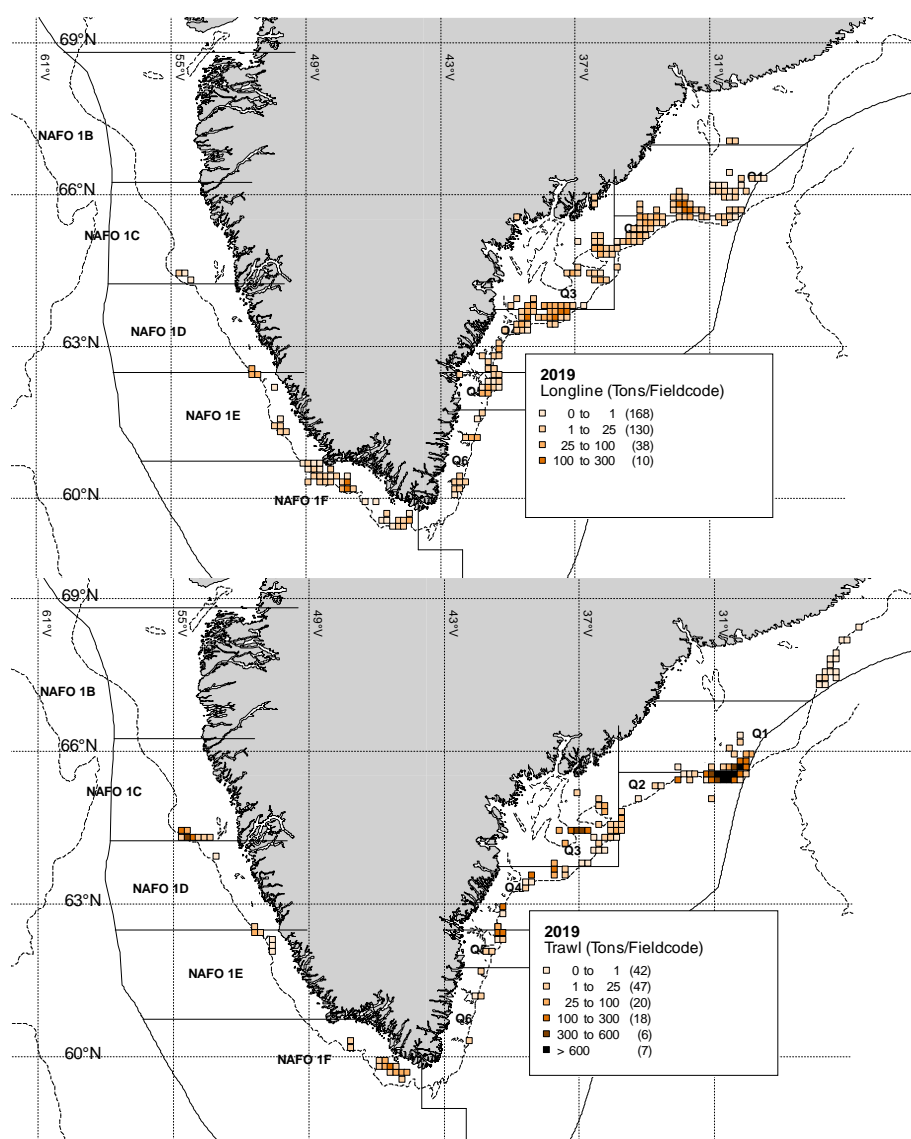 69°N
61°V
55°V
49°V
43°V
37°V
31°V
NAFO 1B
66°N
Q1
NAFO 1C
Q3
NAFO 1D
63°N
2019
Longline (Tons/Fieldcode)
0 to 1 (168)
1 to 25 (130)
25 to 100 (38)
100 to 300 (10)
NAFO 1E
Q6
60°N
NAFO 1F
69°N
61°V
55°V
49°V
43°V
37°V
31°V
NAFO 1B
66°N
Q1
NAFO 1C
Q2
Q3
NAFO 1D
Q4
63°N
2019
Trawl (Tons/Fieldcode)
0 to 1 (42)
1 to 25 (47)
25 to 100 (20)
100 to 300 (18)
300 to 600 (6)
> 600 (7)
NAFO 1E
Q6
60°N
NAFO 1F